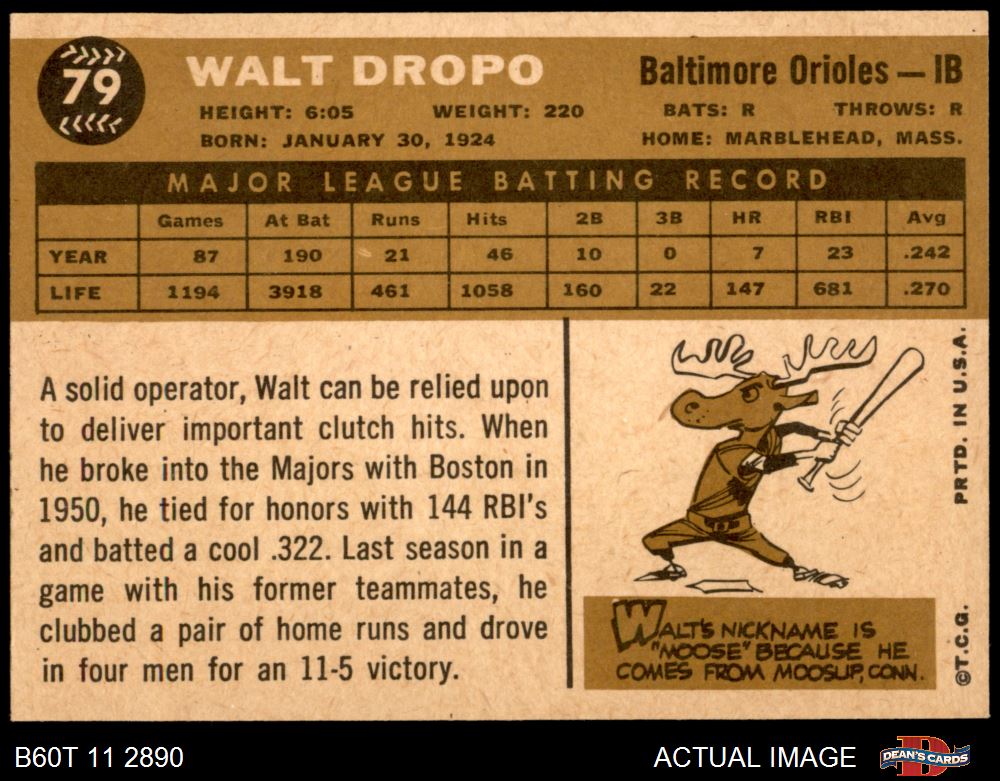 79
WALT DROPO
Baltimore Orioles — 1B
HEIGHT: 6:05 WEIGHT: 220 BATS: R THROWS: R
BORN: JANUARY 30, 1924 HOME: MARBLEHEAD, MASS.
MAJOR LEAGUE BATTING RECORD
Games At Bat Runs Hits 2B 3B HR RBI Avg
YEAR 87 190 21 46 10 0 7 23 .242
LIFE 1194 3918 461 1058 160 22 147 681 .270
A solid operator, Walt can be relied upon
to deliver important clutch hits. When
he broke into the Majors with Boston in
1950, he tied for honors with 144 RBI's
and batted a cool .322. Last season in a
game with his former teammates, he
clubbed a pair of home runs and drove
in four men for an 11-5 victory.
WALT'S NICKNAME IS
"MOOSE" BECAUSE HE
COMES FROM MOOSUP, CONN.
©T.C.G. PRTD. IN U.S.A.
B60T 11 2890
ACTUAL IMAGE
D
DEAN'S CARDS